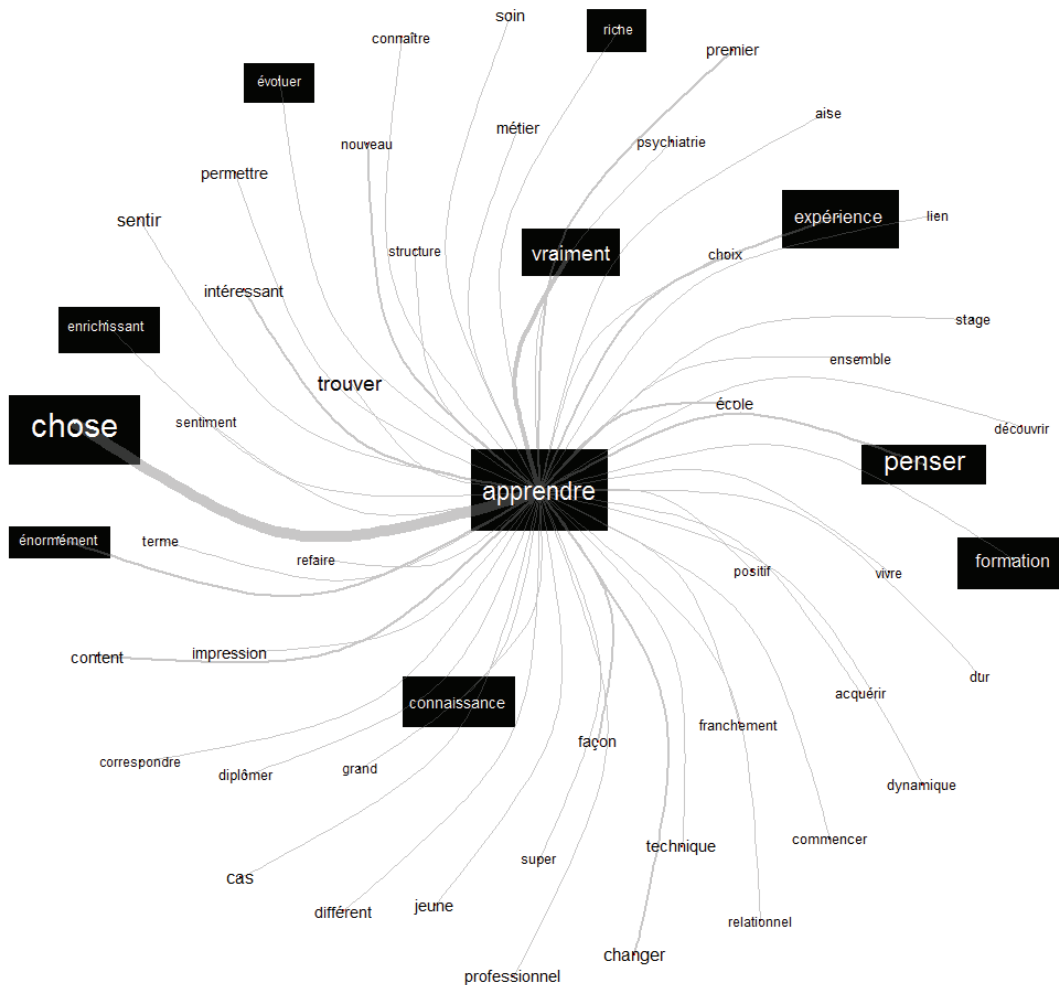 soin
riche
connaître
premier
évoluer
aise
métier
nouveau
psychiatrie
permettre
expérience
lien
sentir
structure
vraiment
choix
intéressant
stage
enrichissant
ensemble
trouver
école
chose
sentiment
découvrir
penser
apprendre
énormément
terme
refaire
formation
positif
vivre
content
impression
dur
acquérir
connaissance
franchement
façon
correspondre
grand
diplômer
dynamique
commencer
technique
super
cas
jeune
différent
relationnel
changer
professionnel